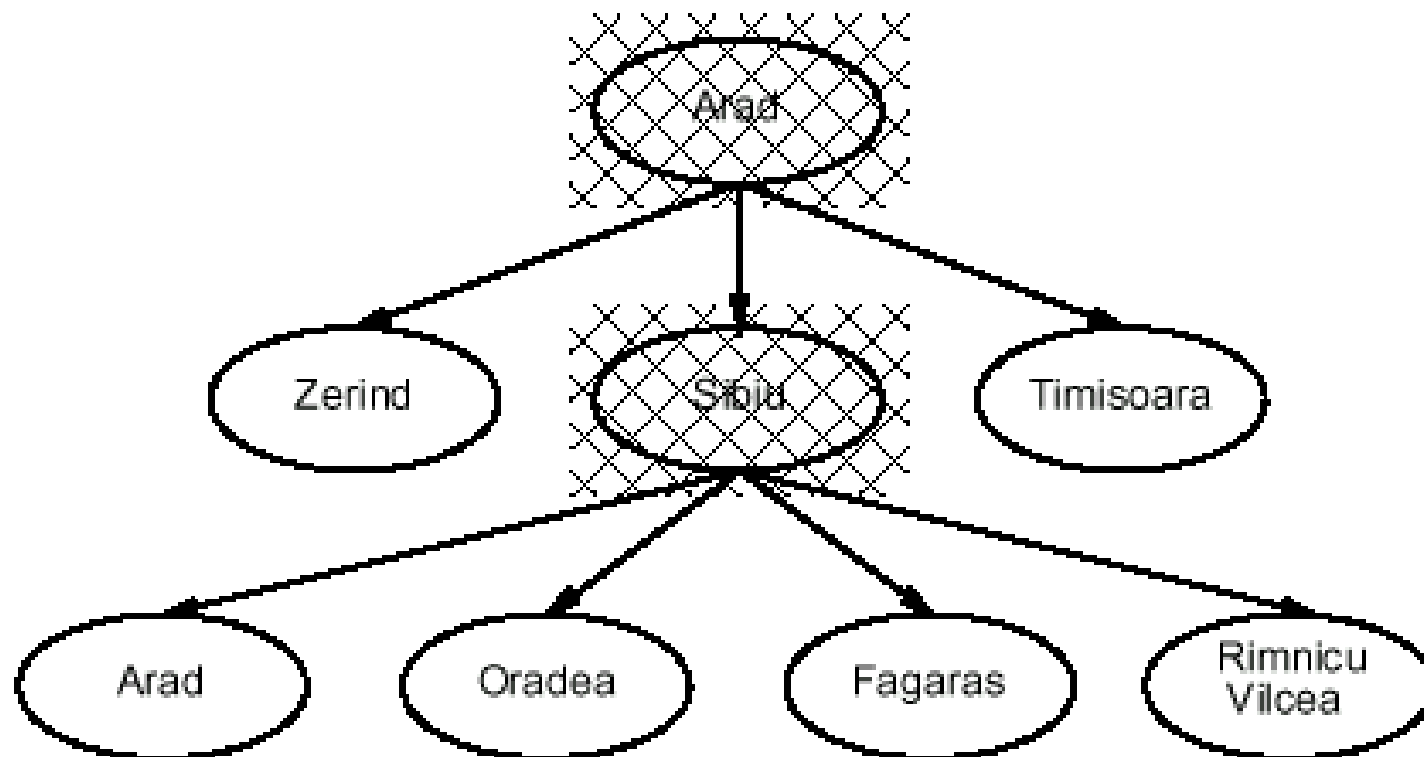 Arad
Zerind
Sibiu
Timisoara
Arad
Oradea
Fagaras
Rimnicu
Vilcea